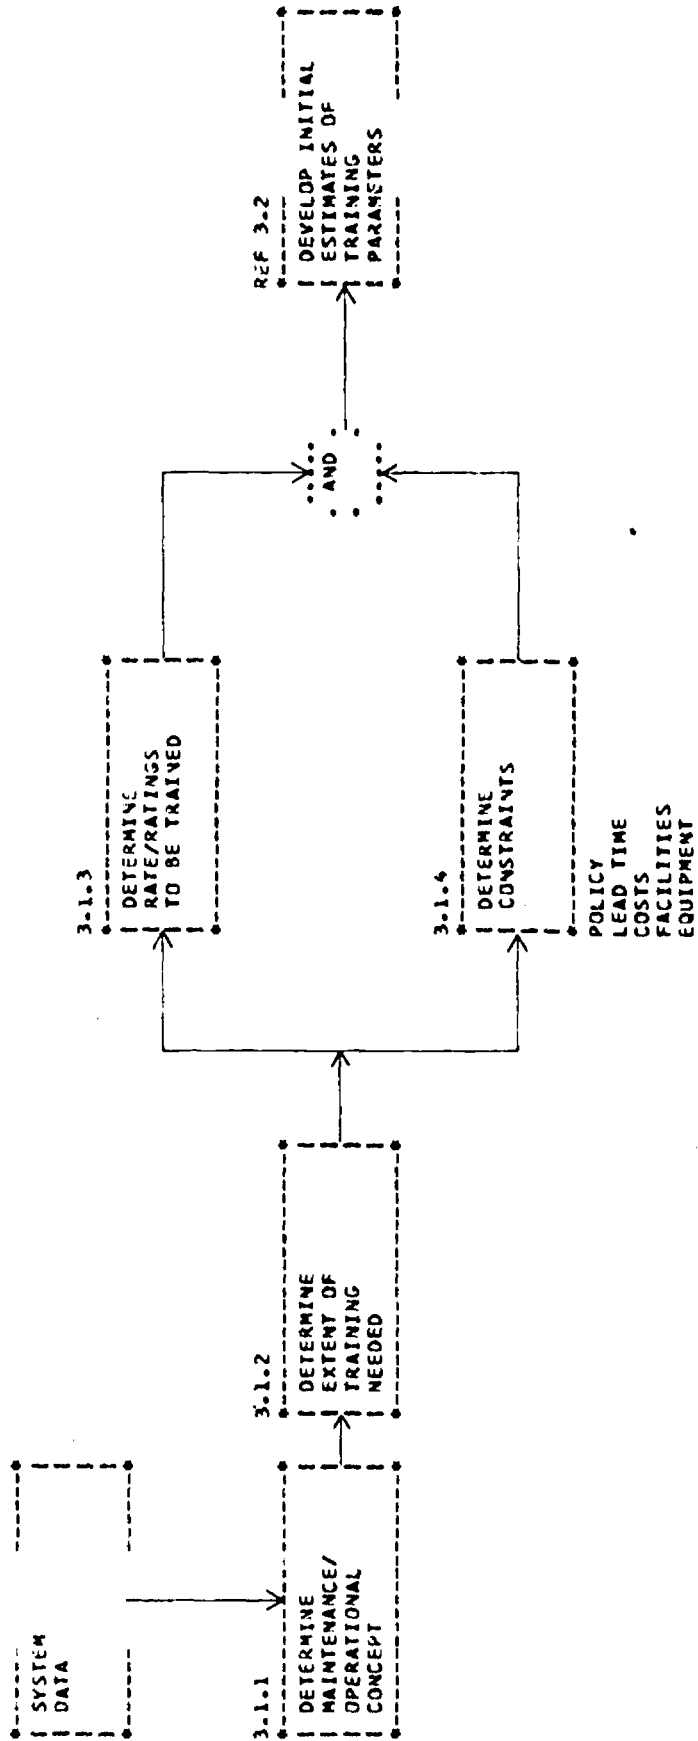 SYSTEM
DATA
3.1.1
DETERMINE
MAINTENANCE/
OPERATIONAL
CONCEPT
3.1.2
DETERMINE
EXTENT OF
TRAINING
NEEDED
3.1.3
DETERMINE
RATE/RATINGS
TO BE TRAINED
3.1.4
DETERMINE
CONSTRAINTS
POLICY
LEAD TIME
COSTS
FACILITIES
EQUIPMENT
AND
REF 3.2
DEVELOP INITIAL
ESTIMATES OF
TRAINING
PARAMETERS